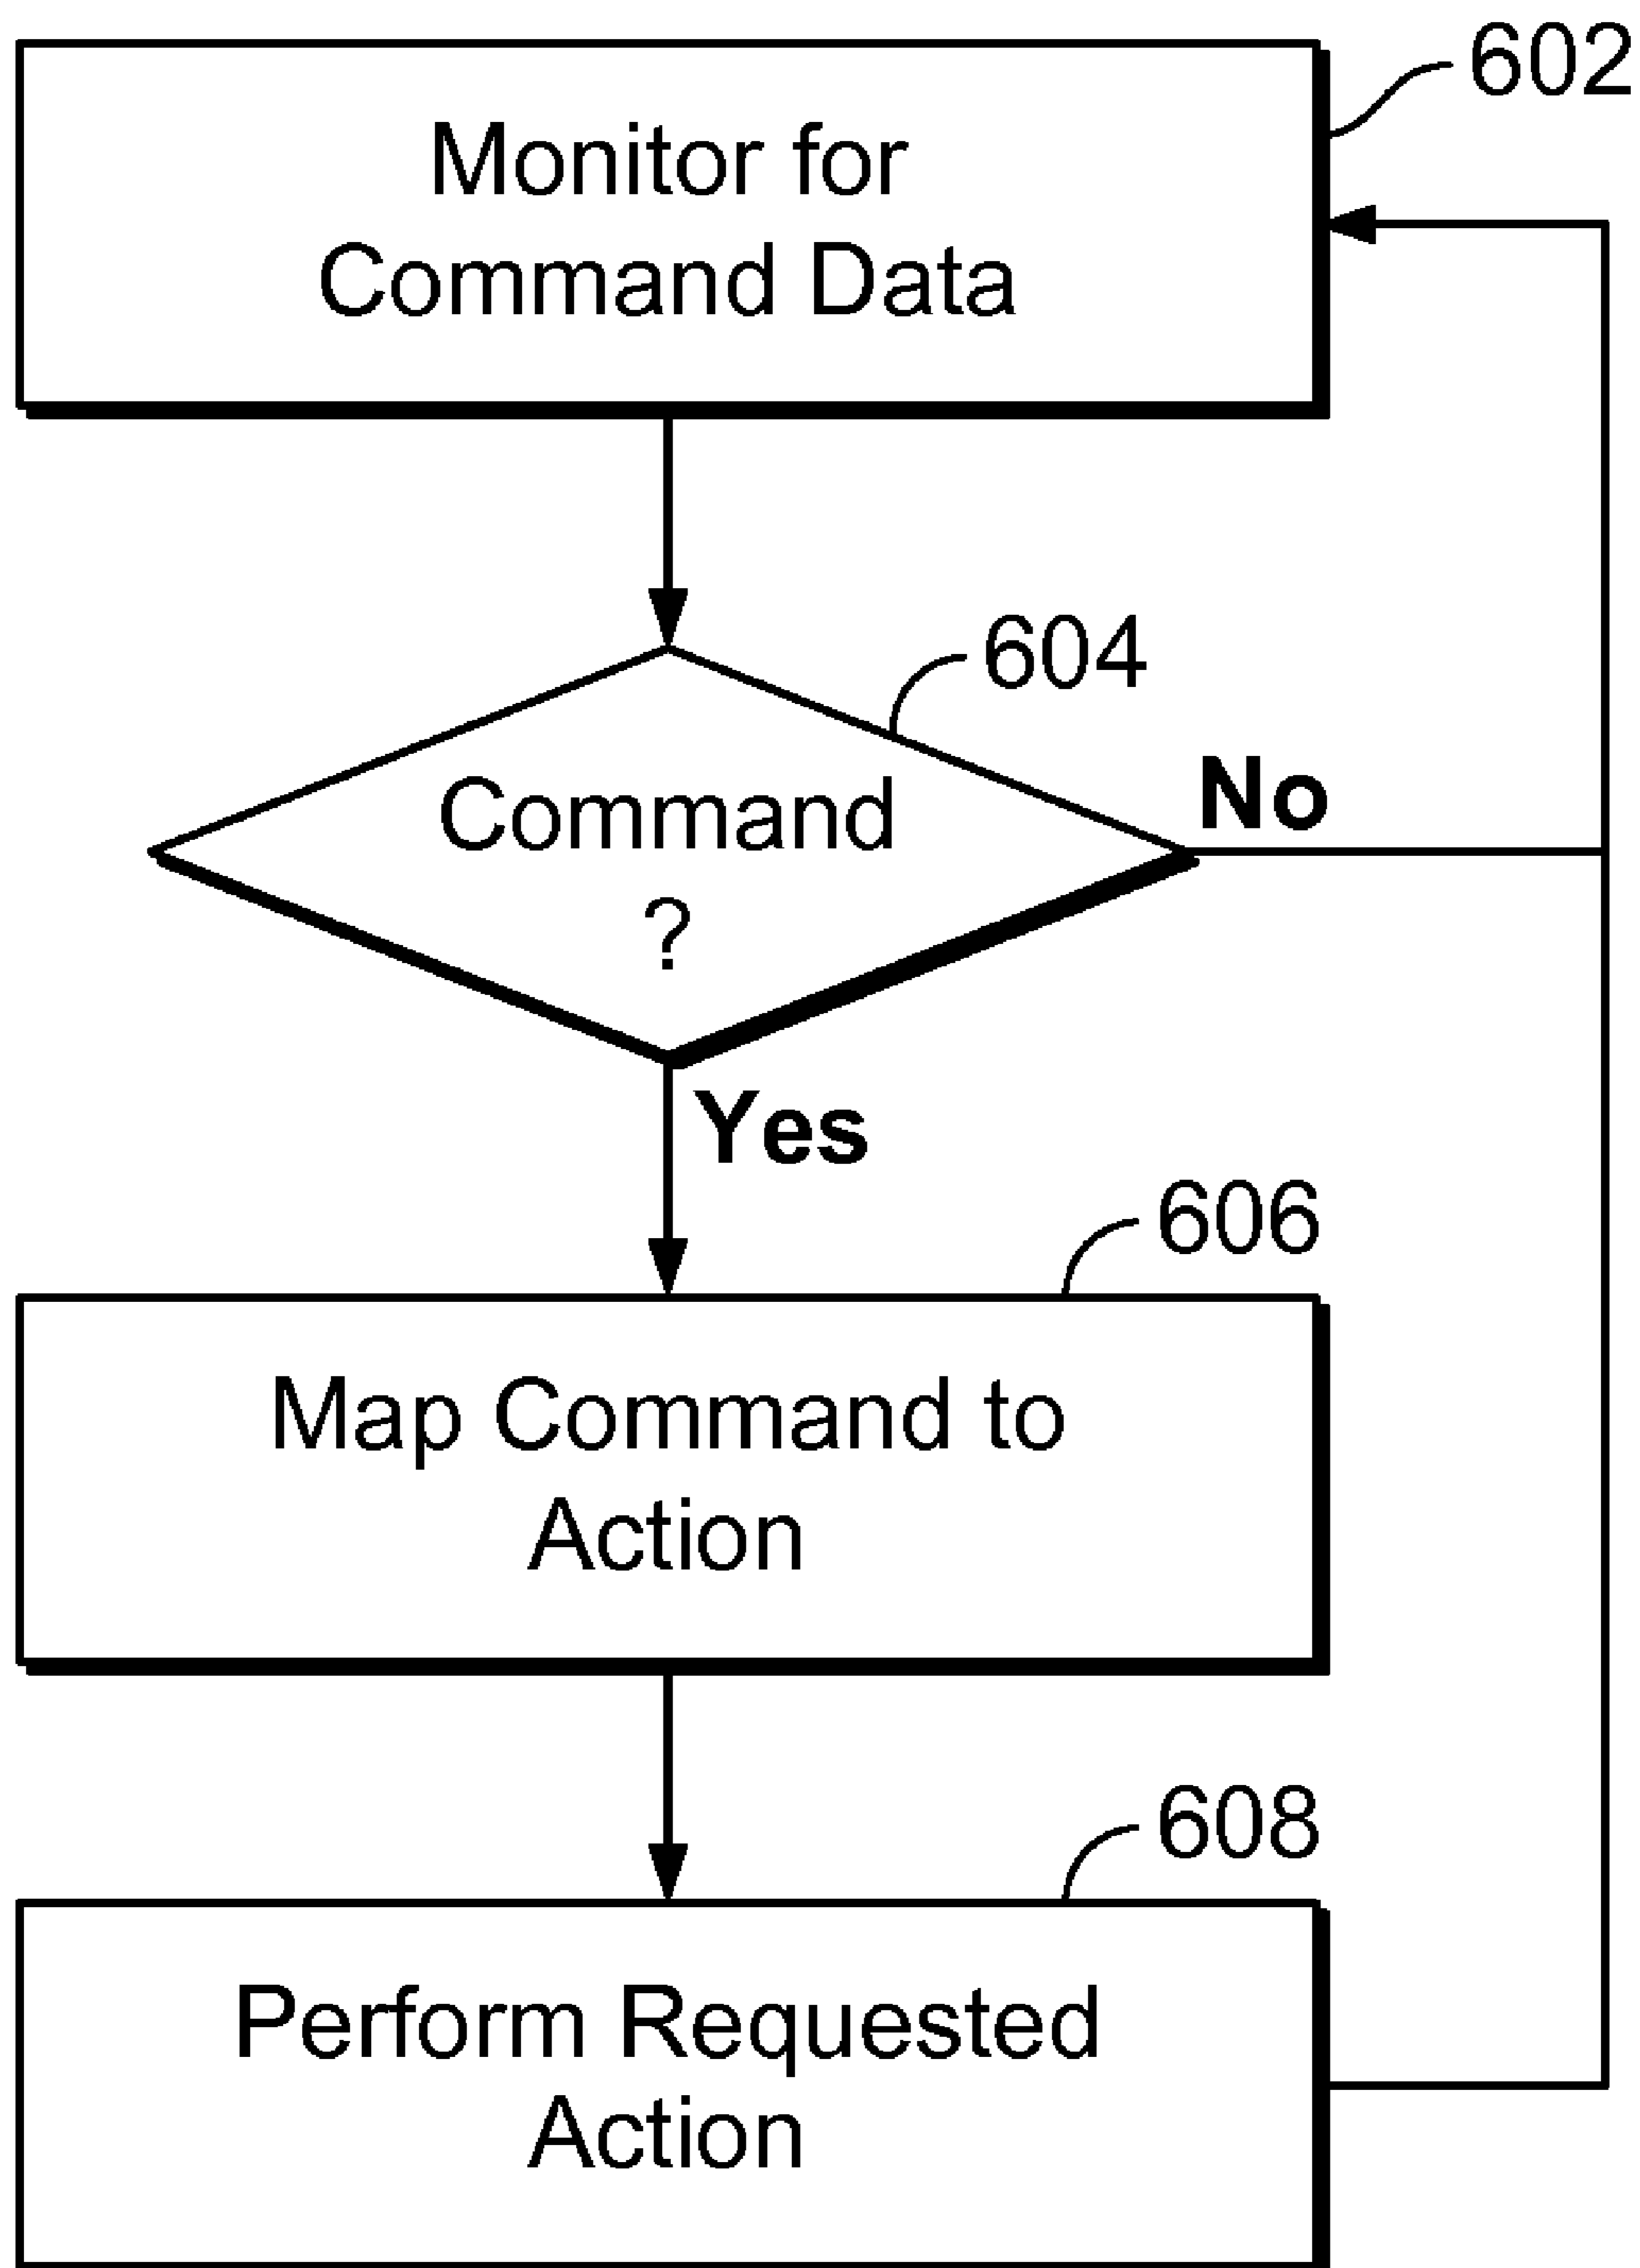 602
Monitor for
Command Data
604
Command
?
No
Yes
606
Map Command to
Action
608
Perform Requested
Action